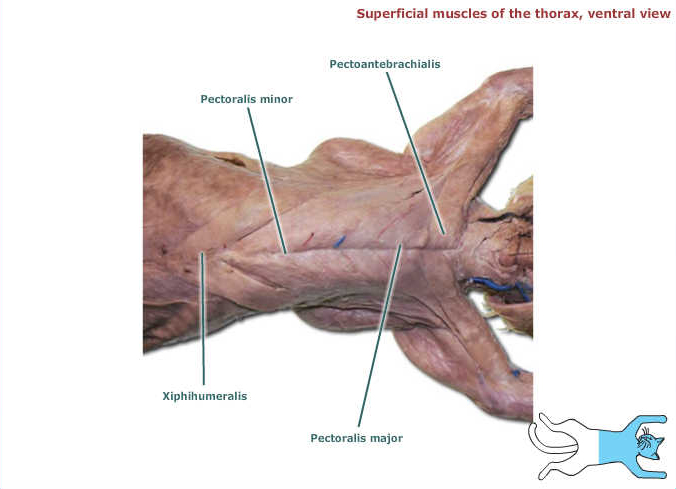 Superficial muscles of the thorax, ventral view
Pectoantebrachialis
Pectoralis minor
Xiphihumeralis
Pectoralis major